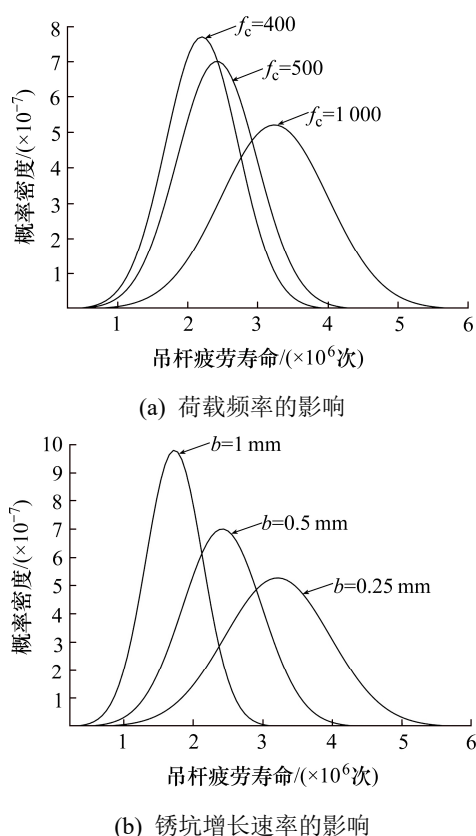 8
7
6
5
4
3
2
1
概率密度/(×10⁻⁷)
f_c=400
f_c=500
f_c=1 000
1 2 3 4 5 6
吊杆疲劳寿命/(×10⁶次)
(a) 荷载频率的影响
10
9
8
7
6
5
4
3
2
1
概率密度/(×10⁻⁷)
b=1 mm
b=0.5 mm
b=0.25 mm
1 2 3 4 5 6
吊杆疲劳寿命/(×10⁶次)
(b) 锈坑增长速率的影响